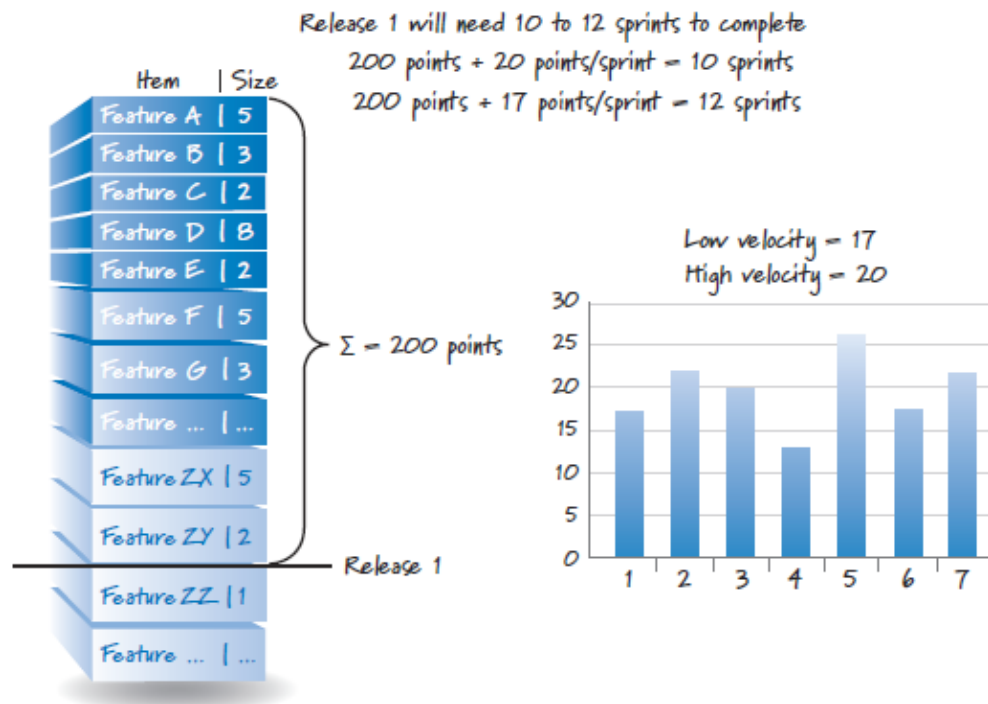 Release 1 will need 10 to 12 sprints to complete
200 points ÷ 20 points/sprint = 10 sprints
200 points ÷ 17 points/sprint = 12 sprints
Item | Size
Feature A | 5
Feature B | 3
Feature C | 2
Feature D | 8
Feature E | 2
Feature F | 5
Feature G | 3
Feature ... | ...
Feature ZX | 5
Feature ZY | 2
Feature ZZ | 1
Feature ... | ...
Σ = 200 points
Release 1
Low velocity = 17
High velocity = 20
30
25
20
15
10
5
0
1 2 3 4 5 6 7